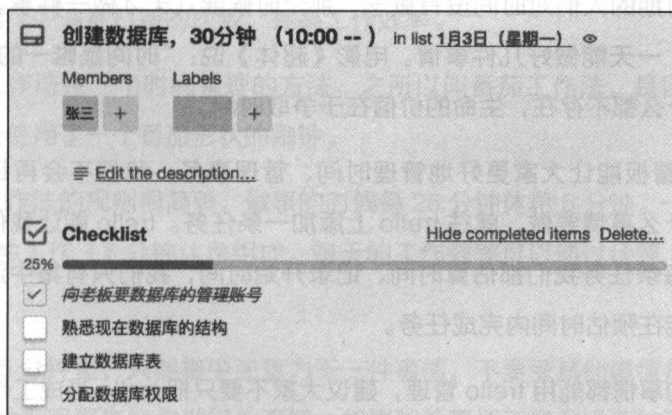 创建数据库，30分钟 （10:00 -- ） in list 1月3日（星期一）
Members Labels
张三 + +
Edit the description...
Checklist Hide completed items Delete...
25%
向老板要数据库的管理账号
熟悉现在数据库的结构
建立数据库表
分配数据库权限